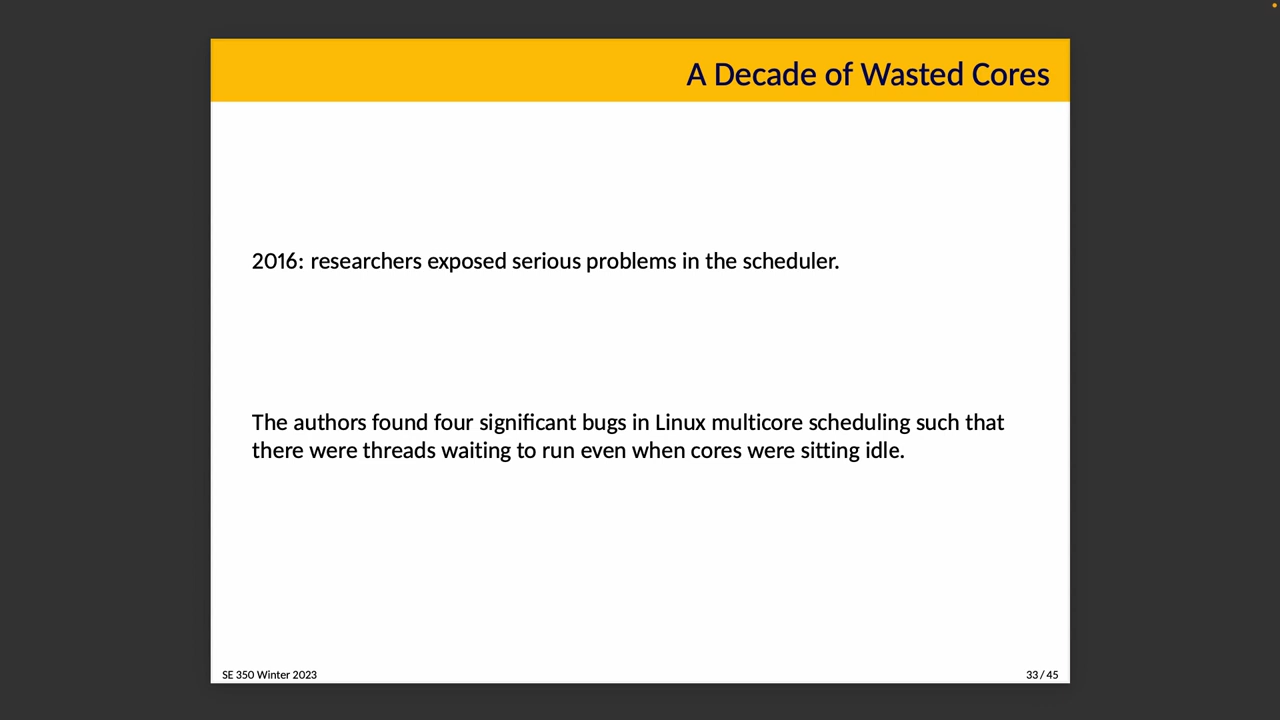 A Decade of Wasted Cores
2016: researchers exposed serious problems in the scheduler.
The authors found four significant bugs in Linux multicore scheduling such that
there were threads waiting to run even when cores were sitting idle.
SE 350 Winter 2023
33 / 45